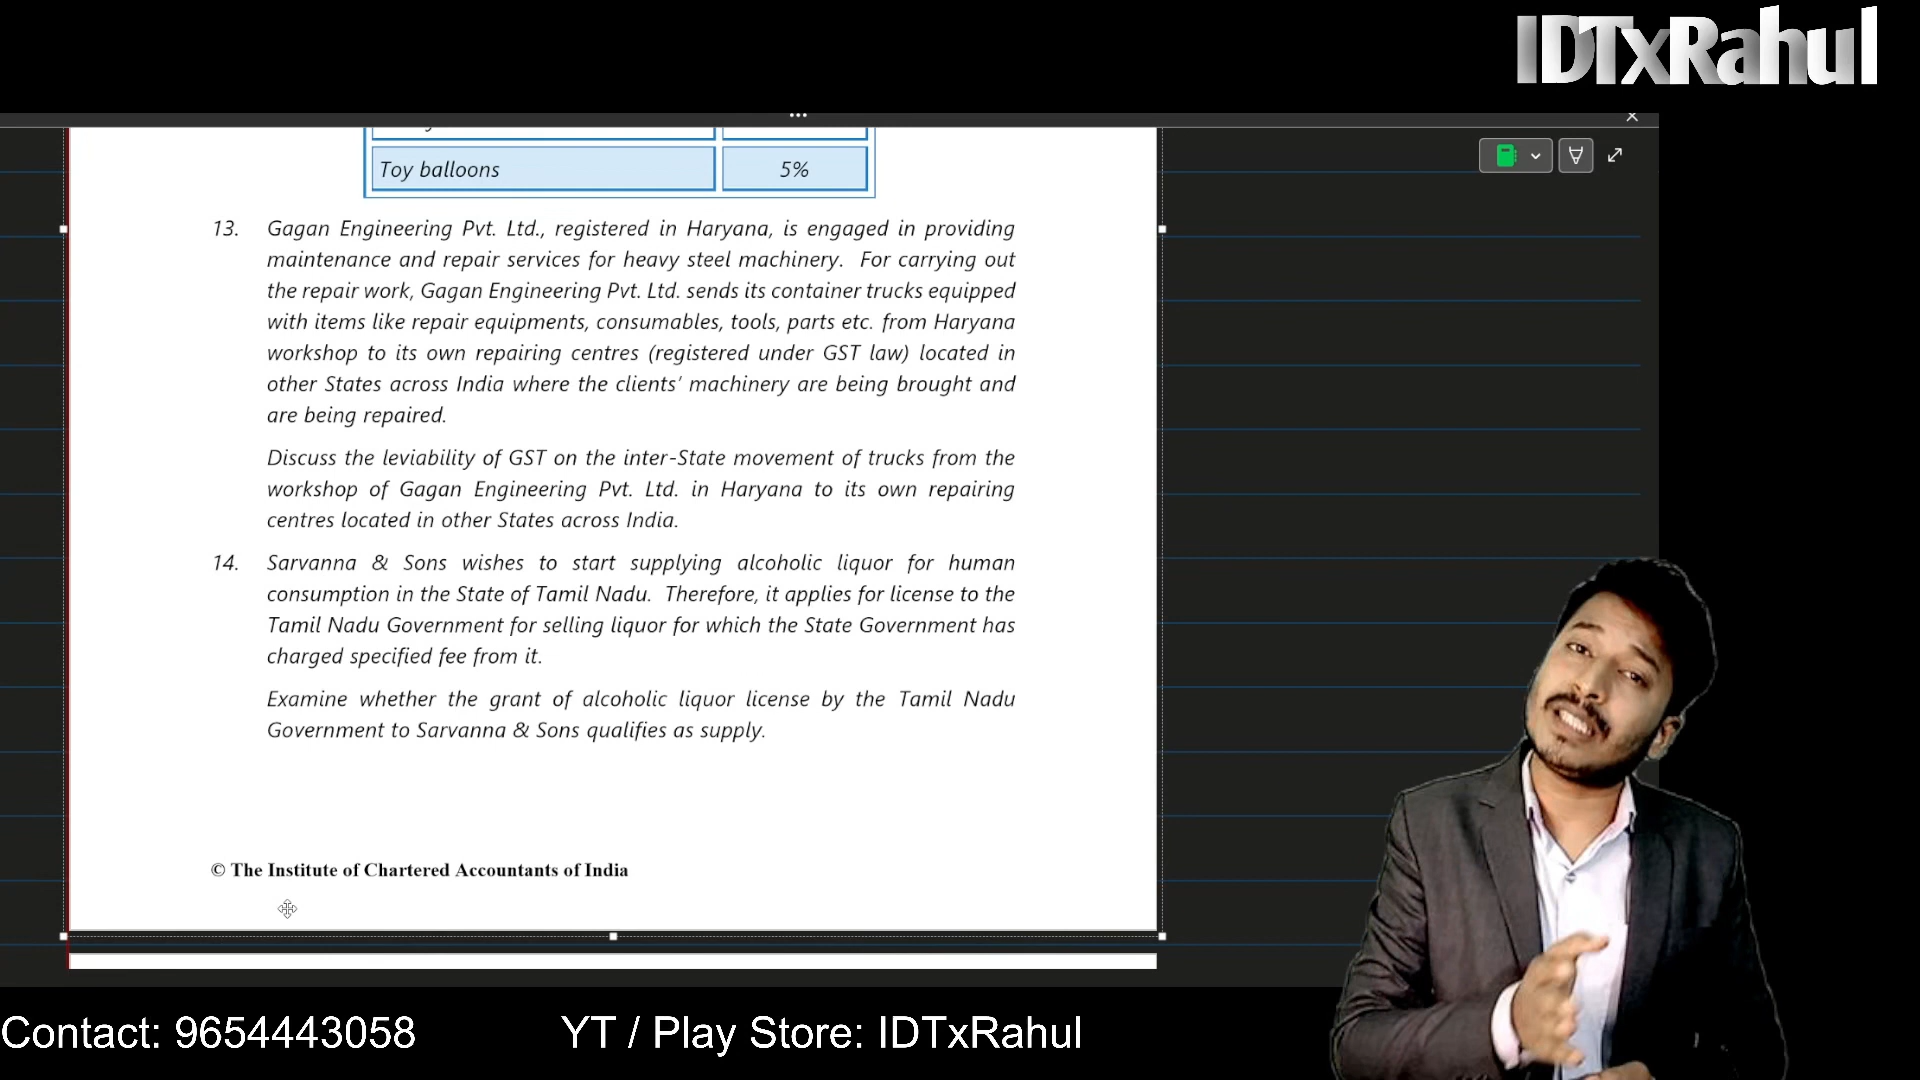 IDTxRahul
Toy balloons 5%
13. Gagan Engineering Pvt. Ltd., registered in Haryana, is engaged in providing
maintenance and repair services for heavy steel machinery. For carrying out
the repair work, Gagan Engineering Pvt. Ltd. sends its container trucks equipped
with items like repair equipments, consumables, tools, parts etc. from Haryana
workshop to its own repairing centres (registered under GST law) located in
other States across India where the clients’ machinery are being brought and
are being repaired.
Discuss the leviability of GST on the inter-State movement of trucks from the
workshop of Gagan Engineering Pvt. Ltd. in Haryana to its own repairing
centres located in other States across India.
14. Sarvanna & Sons wishes to start supplying alcoholic liquor for human
consumption in the State of Tamil Nadu. Therefore, it applies for license to the
Tamil Nadu Government for selling liquor for which the State Government has
charged specified fee from it.
Examine whether the grant of alcoholic liquor license by the Tamil Nadu
Government to Sarvanna & Sons qualifies as supply.
© The Institute of Chartered Accountants of India
Contact: 9654443058 YT / Play Store: IDTxRahul